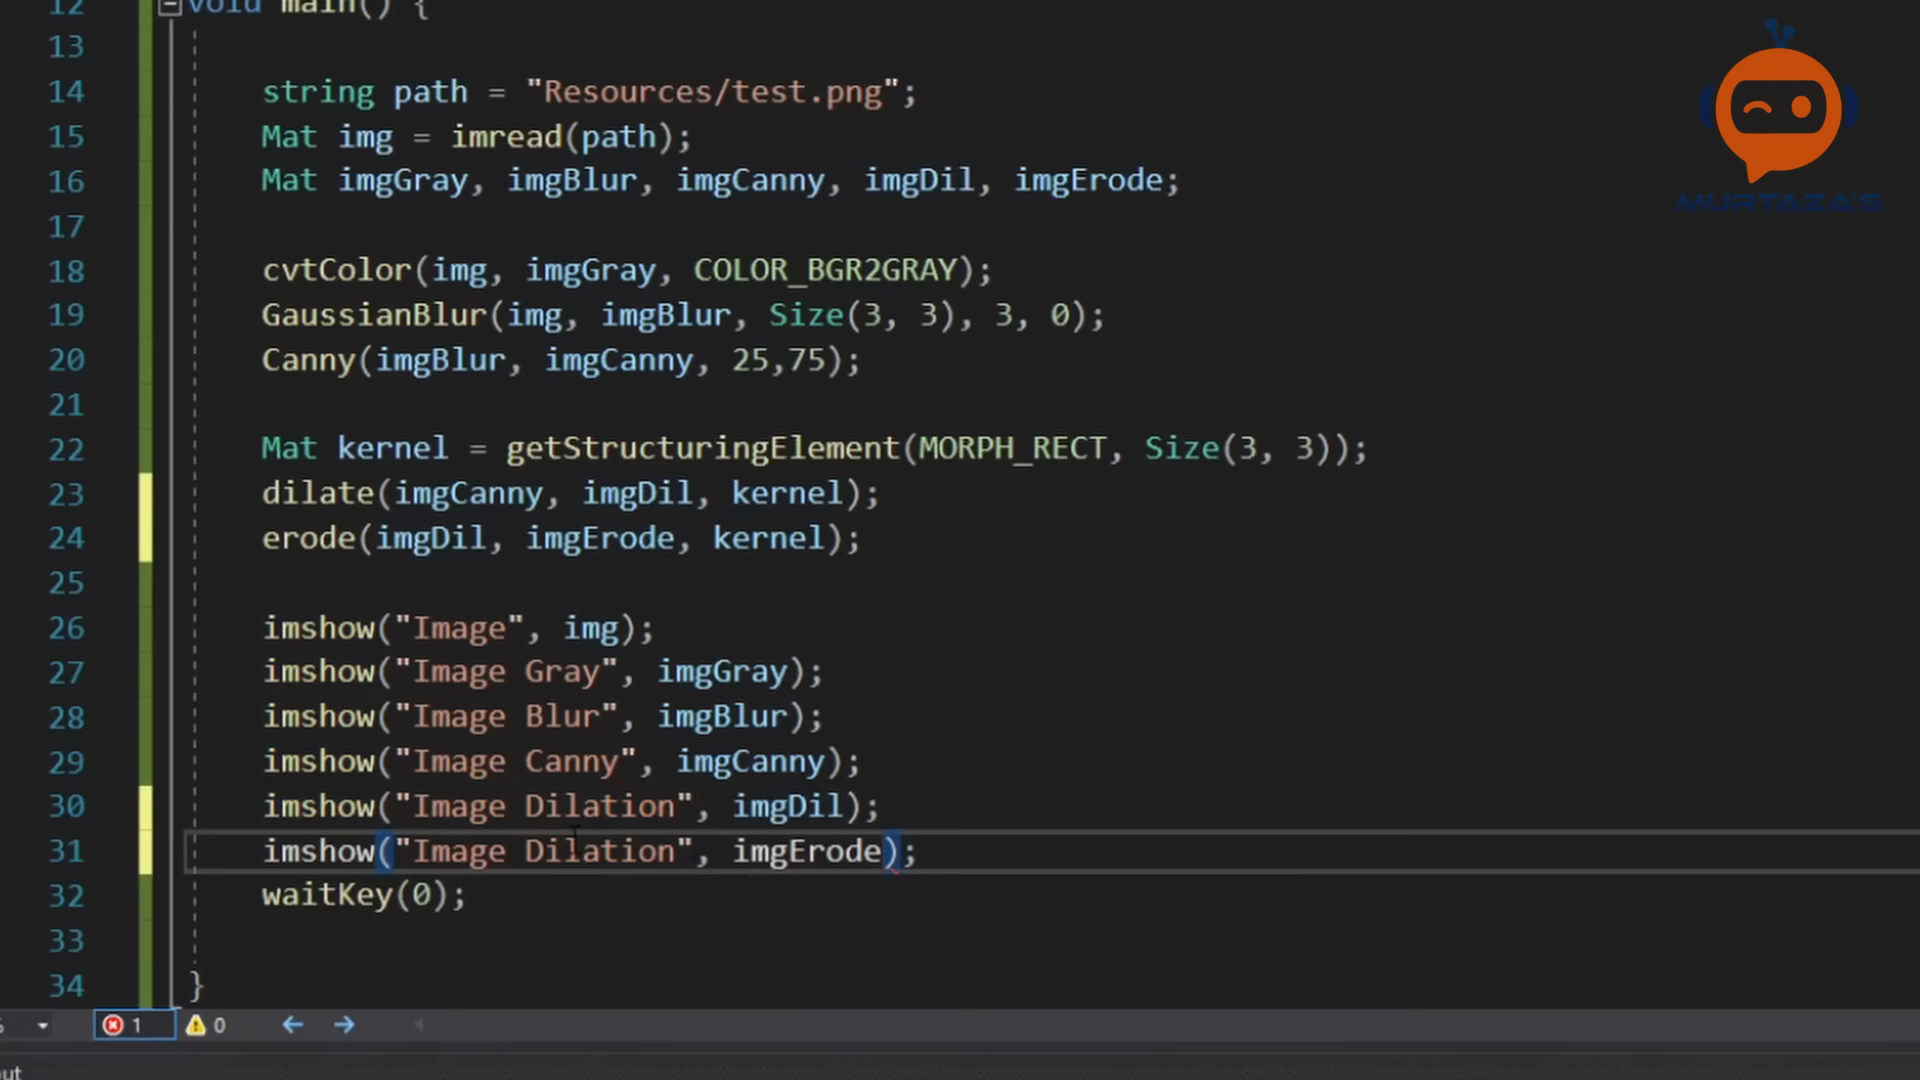 12 void main() {
13
14 string path = "Resources/test.png";
15 Mat img = imread(path);
16 Mat imgGray, imgBlur, imgCanny, imgDil, imgErode;
17
18 cvtColor(img, imgGray, COLOR_BGR2GRAY);
19 GaussianBlur(img, imgBlur, Size(3, 3), 3, 0);
20 Canny(imgBlur, imgCanny, 25,75);
21
22 Mat kernel = getStructuringElement(MORPH_RECT, Size(3, 3));
23 dilate(imgCanny, imgDil, kernel);
24 erode(imgDil, imgErode, kernel);
25
26 imshow("Image", img);
27 imshow("Image Gray", imgGray);
28 imshow("Image Blur", imgBlur);
29 imshow("Image Canny", imgCanny);
30 imshow("Image Dilation", imgDil);
31 imshow("Image Dilation", imgErode);
32 waitKey(0);
33
34 }
MURTAZA'S
1 0